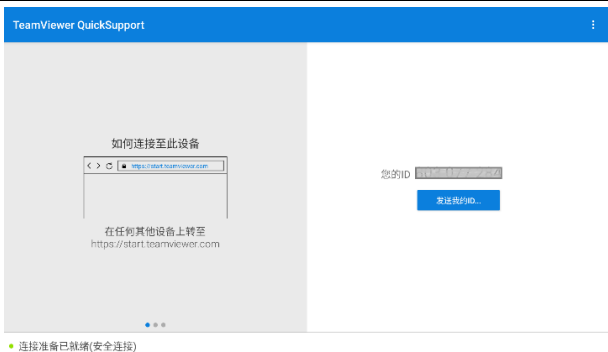 TeamViewer QuickSupport
如何连接至此设备
https://start.teamviewer.com
在任何其他设备上转至
https://start.teamviewer.com
您的ID
发送我的ID...
连接准备已就绪(安全连接)